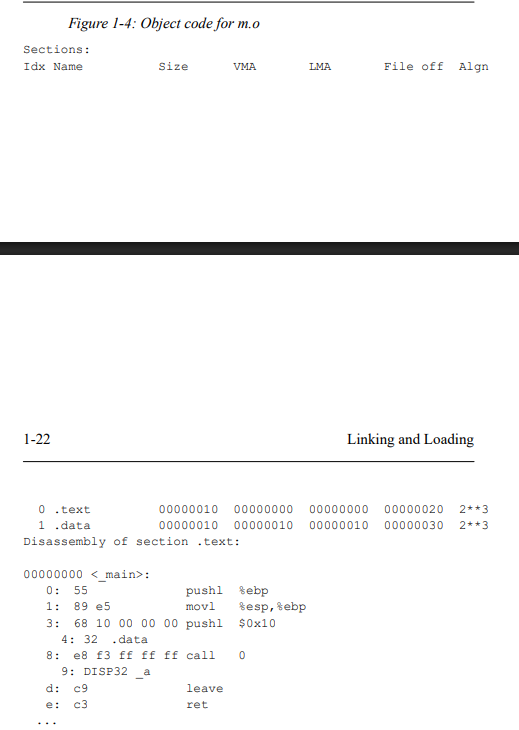 Figure 1-4: Object code for m.o
Sections:
Idx Name          Size      VMA       LMA       File off  Algn
1-22 Linking and Loading
  0 .text         00000010  00000000  00000000  00000020  2**3
  1 .data         00000010  00000010  00000010  00000030  2**3
Disassembly of section .text:
00000000 <_main>:
   0: 55             pushl  %ebp
   1: 89 e5          movl   %esp,%ebp
   3: 68 10 00 00 00 pushl  $0x10
     4: 32  .data
   8: e8 f3 ff ff ff call   0
     9: DISP32 _a
   d: c9             leave
   e: c3             ret
  ...